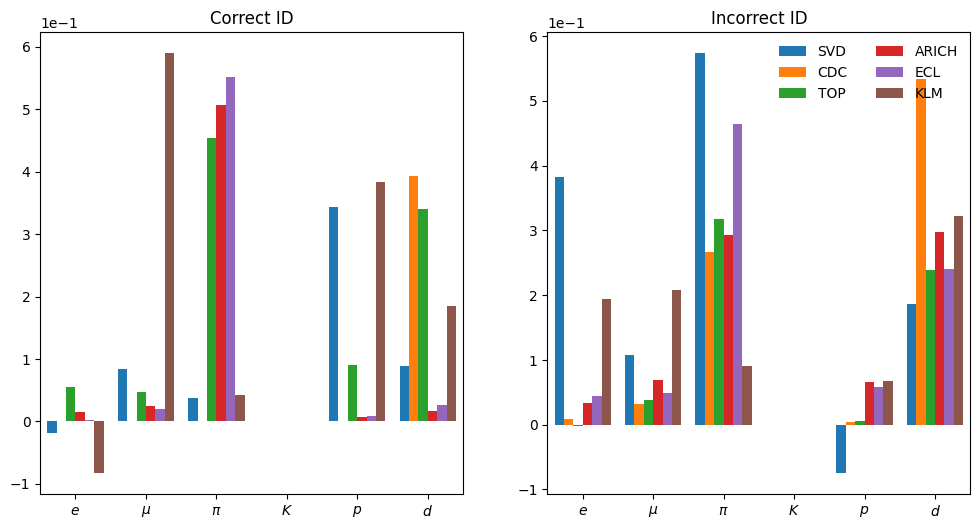 Correct ID
1e−1
6
5
4
3
2
1
0
−1
e μ π K p d
Incorrect ID
1e−1
6
5
4
3
2
1
0
−1
e μ π K p d
SVD ARICH
CDC ECL
TOP KLM